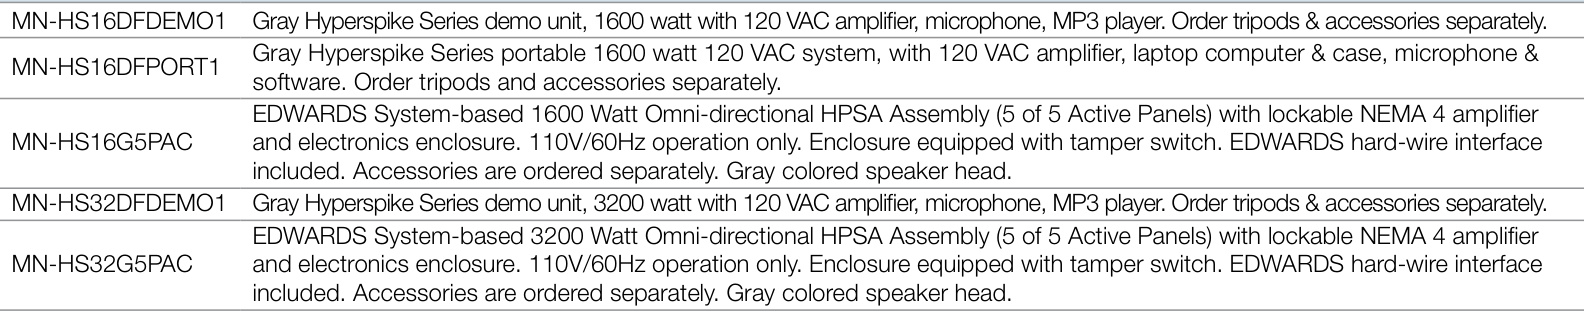 MN-HS16DFDEMO1 Gray Hyperspike Series demo unit, 1600 watt with 120 VAC amplifier, microphone, MP3 player. Order tripods & accessories separately.
MN-HS16DFPORT1 Gray Hyperspike Series portable 1600 watt 120 VAC system, with 120 VAC amplifier, laptop computer & case, microphone &
software. Order tripods and accessories separately.
MN-HS16G5PAC EDWARDS System-based 1600 Watt Omni-directional HPSA Assembly (5 of 5 Active Panels) with lockable NEMA 4 amplifier
and electronics enclosure. 110V/60Hz operation only. Enclosure equipped with tamper switch. EDWARDS hard-wire interface
included. Accessories are ordered separately. Gray colored speaker head.
MN-HS32DFDEMO1 Gray Hyperspike Series demo unit, 3200 watt with 120 VAC amplifier, microphone, MP3 player. Order tripods & accessories separately.
MN-HS32G5PAC EDWARDS System-based 3200 Watt Omni-directional HPSA Assembly (5 of 5 Active Panels) with lockable NEMA 4 amplifier
and electronics enclosure. 110V/60Hz operation only. Enclosure equipped with tamper switch. EDWARDS hard-wire interface
included. Accessories are ordered separately. Gray colored speaker head.